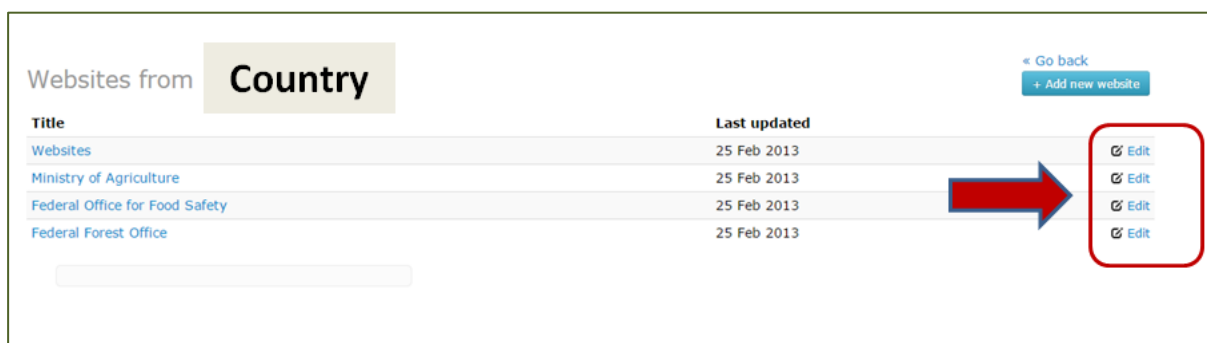 « Go back
Websites from Country
+ Add new website
Title Last updated
Websites 25 Feb 2013 Edit
Ministry of Agriculture 25 Feb 2013 Edit
Federal Office for Food Safety 25 Feb 2013 Edit
Federal Forest Office 25 Feb 2013 Edit